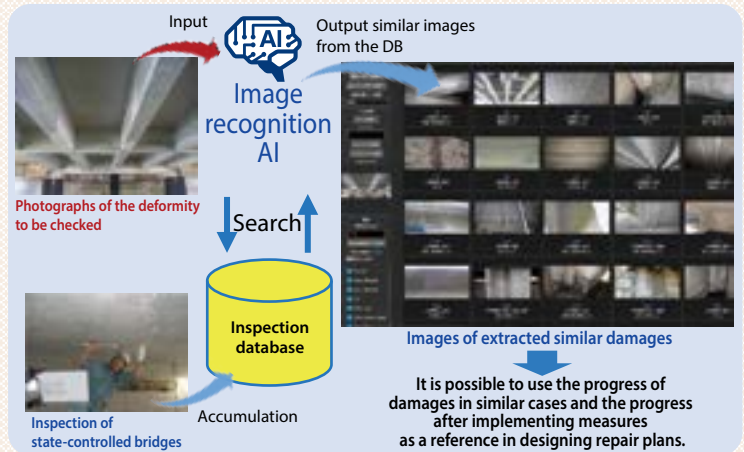 Input
AI
Output similar images
from the DB
Image
recognition
AI
Photographs of the deformity
to be checked
Search
Inspection
database
Inspection of
state-controlled bridges
Accumulation
Images of extracted similar damages
It is possible to use the progress of
damages in similar cases and the progress
after implementing measures
as a reference in designing repair plans.